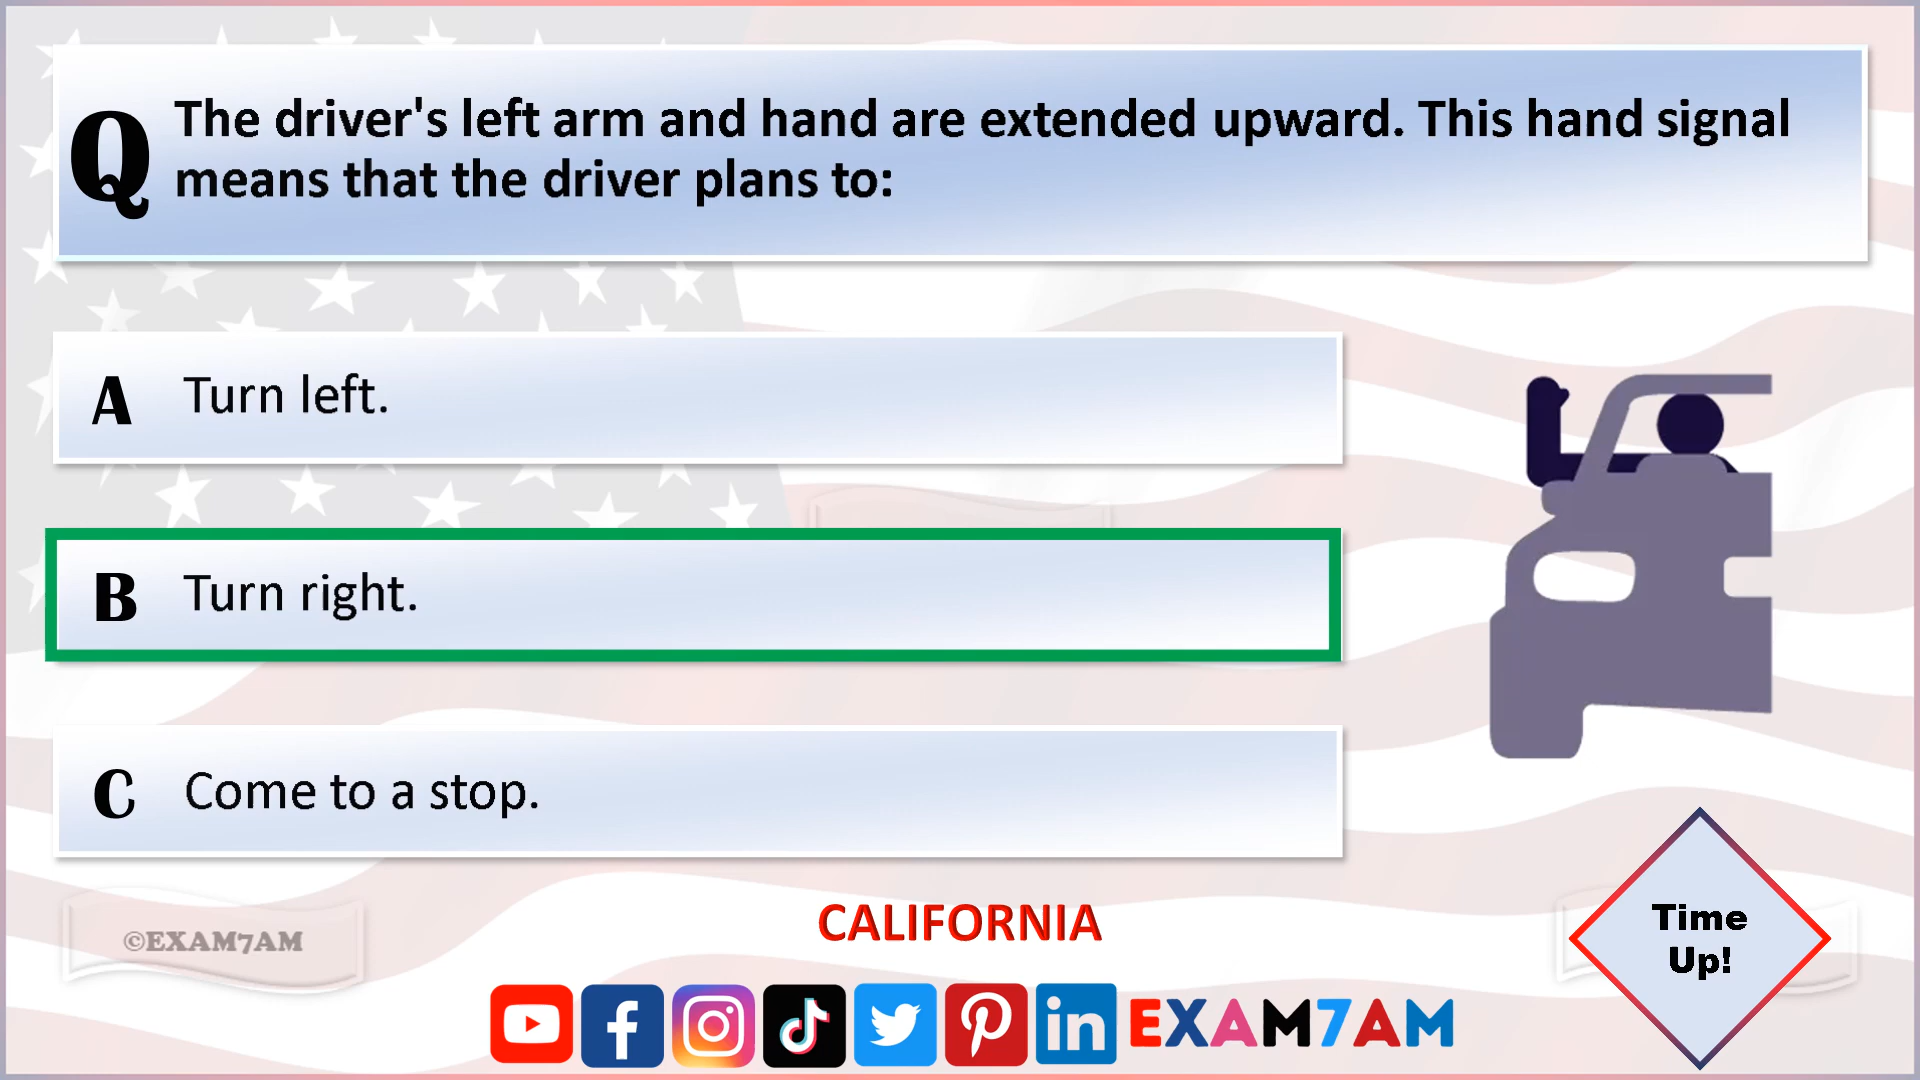 Q
The driver's left arm and hand are extended upward. This hand signal
means that the driver plans to:
A Turn left.
B Turn right.
C Come to a stop.
©EXAM7AM
CALIFORNIA
Time
Up!
in EXAM7AM